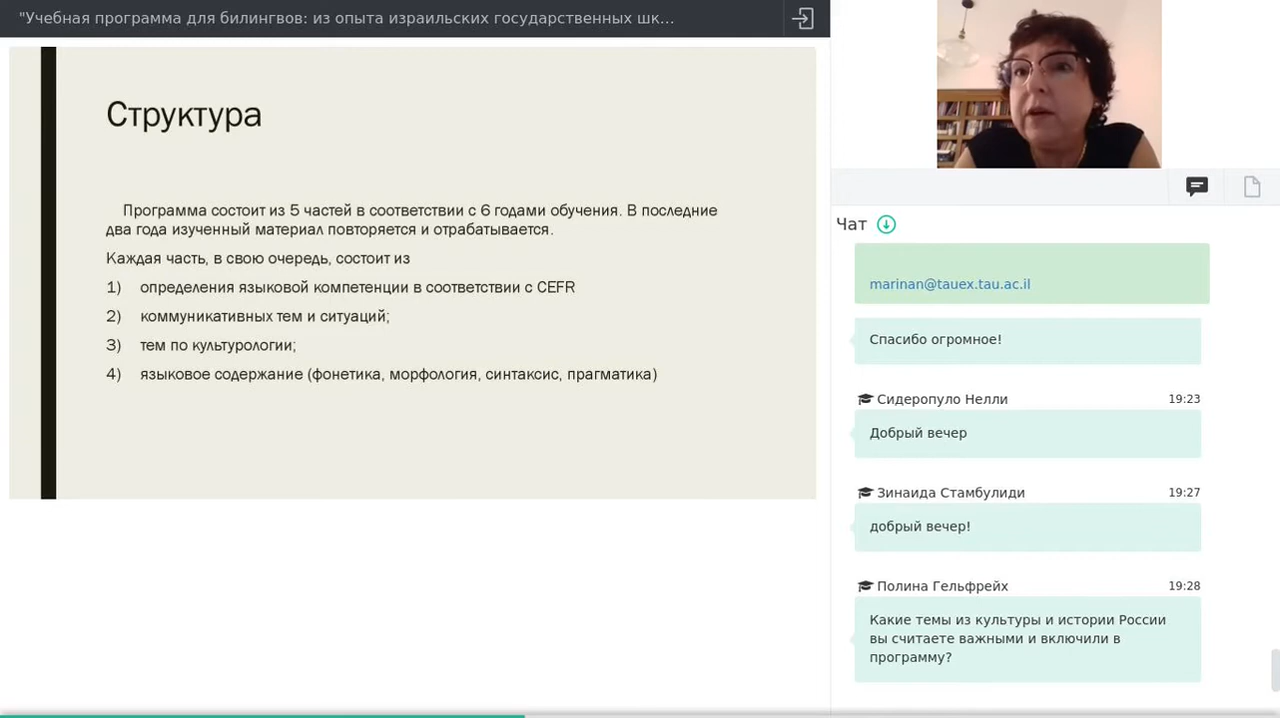 "Учебная программа для билингвов: из опыта израильских государственных шк...
Структура
Программа состоит из 5 частей в соответствии с 6 годами обучения. В последние
два года изученный материал повторяется и отрабатывается.
Каждая часть, в свою очередь, состоит из
1) определения языковой компетенции в соответствии с CEFR
2) коммуникативных тем и ситуаций;
3) тем по культурологии;
4) языковое содержание (фонетика, морфология, синтаксис, прагматика)
Чат
marinan@tauex.tau.ac.il
Спасибо огромное!
Сидеропуло Нелли 19:23
Добрый вечер
Зинаида Стамбулиди 19:27
добрый вечер!
Полина Гельфрейх 19:28
Какие темы из культуры и истории России
вы считаете важными и включили в
программу?